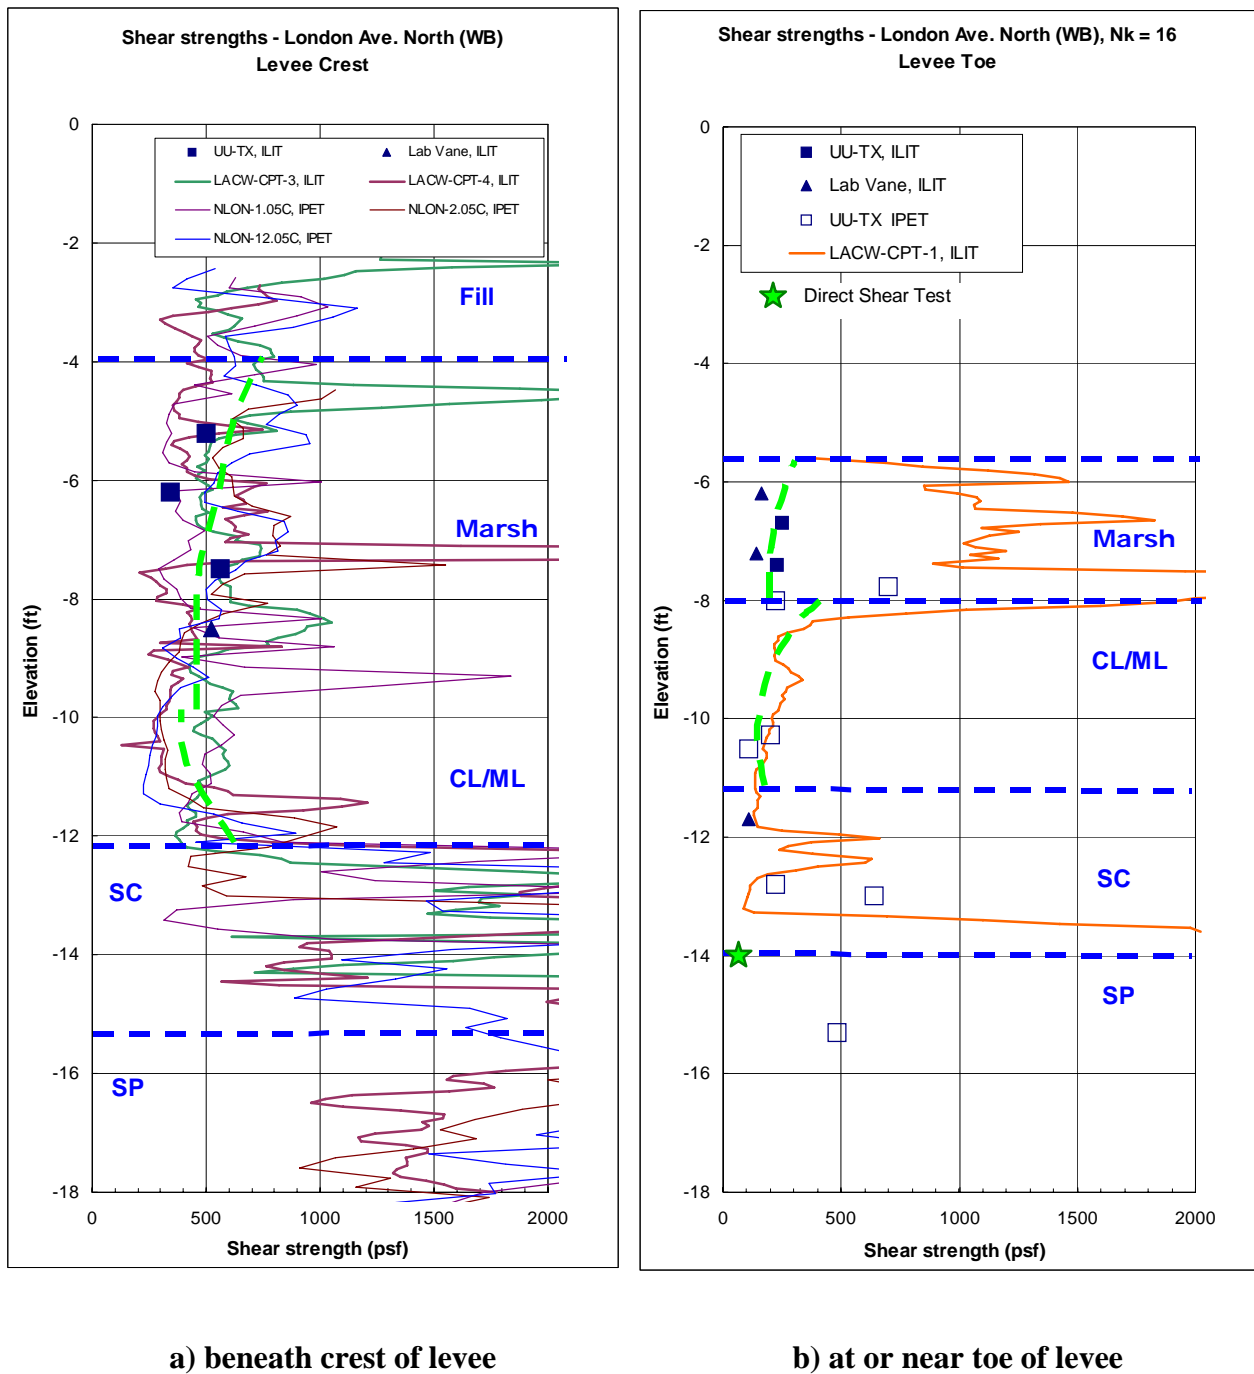 Shear strengths - London Ave. North (WB)
Levee Crest
0
-2
-4
-6
-8
-10
-12
-14
-16
-18
Elevation (ft)
UU-TX, ILIT
Lab Vane, ILIT
LACW-CPT-3, ILIT
LACW-CPT-4, ILIT
NLON-1.05C, IPET
NLON-2.05C, IPET
NLON-12.05C, IPET
Fill
Marsh
CL/ML
SC
SP
0 500 1000 1500 2000
Shear strength (psf)
Shear strengths - London Ave. North (WB), Nk = 16
Levee Toe
0
-2
-4
-6
-8
-10
-12
-14
-16
-18
Elevation (ft)
UU-TX, ILIT
Lab Vane, ILIT
UU-TX IPET
LACW-CPT-1, ILIT
Direct Shear Test
Marsh
CL/ML
SC
SP
0 500 1000 1500 2000
Shear strength (psf)
a) beneath crest of levee
b) at or near toe of levee